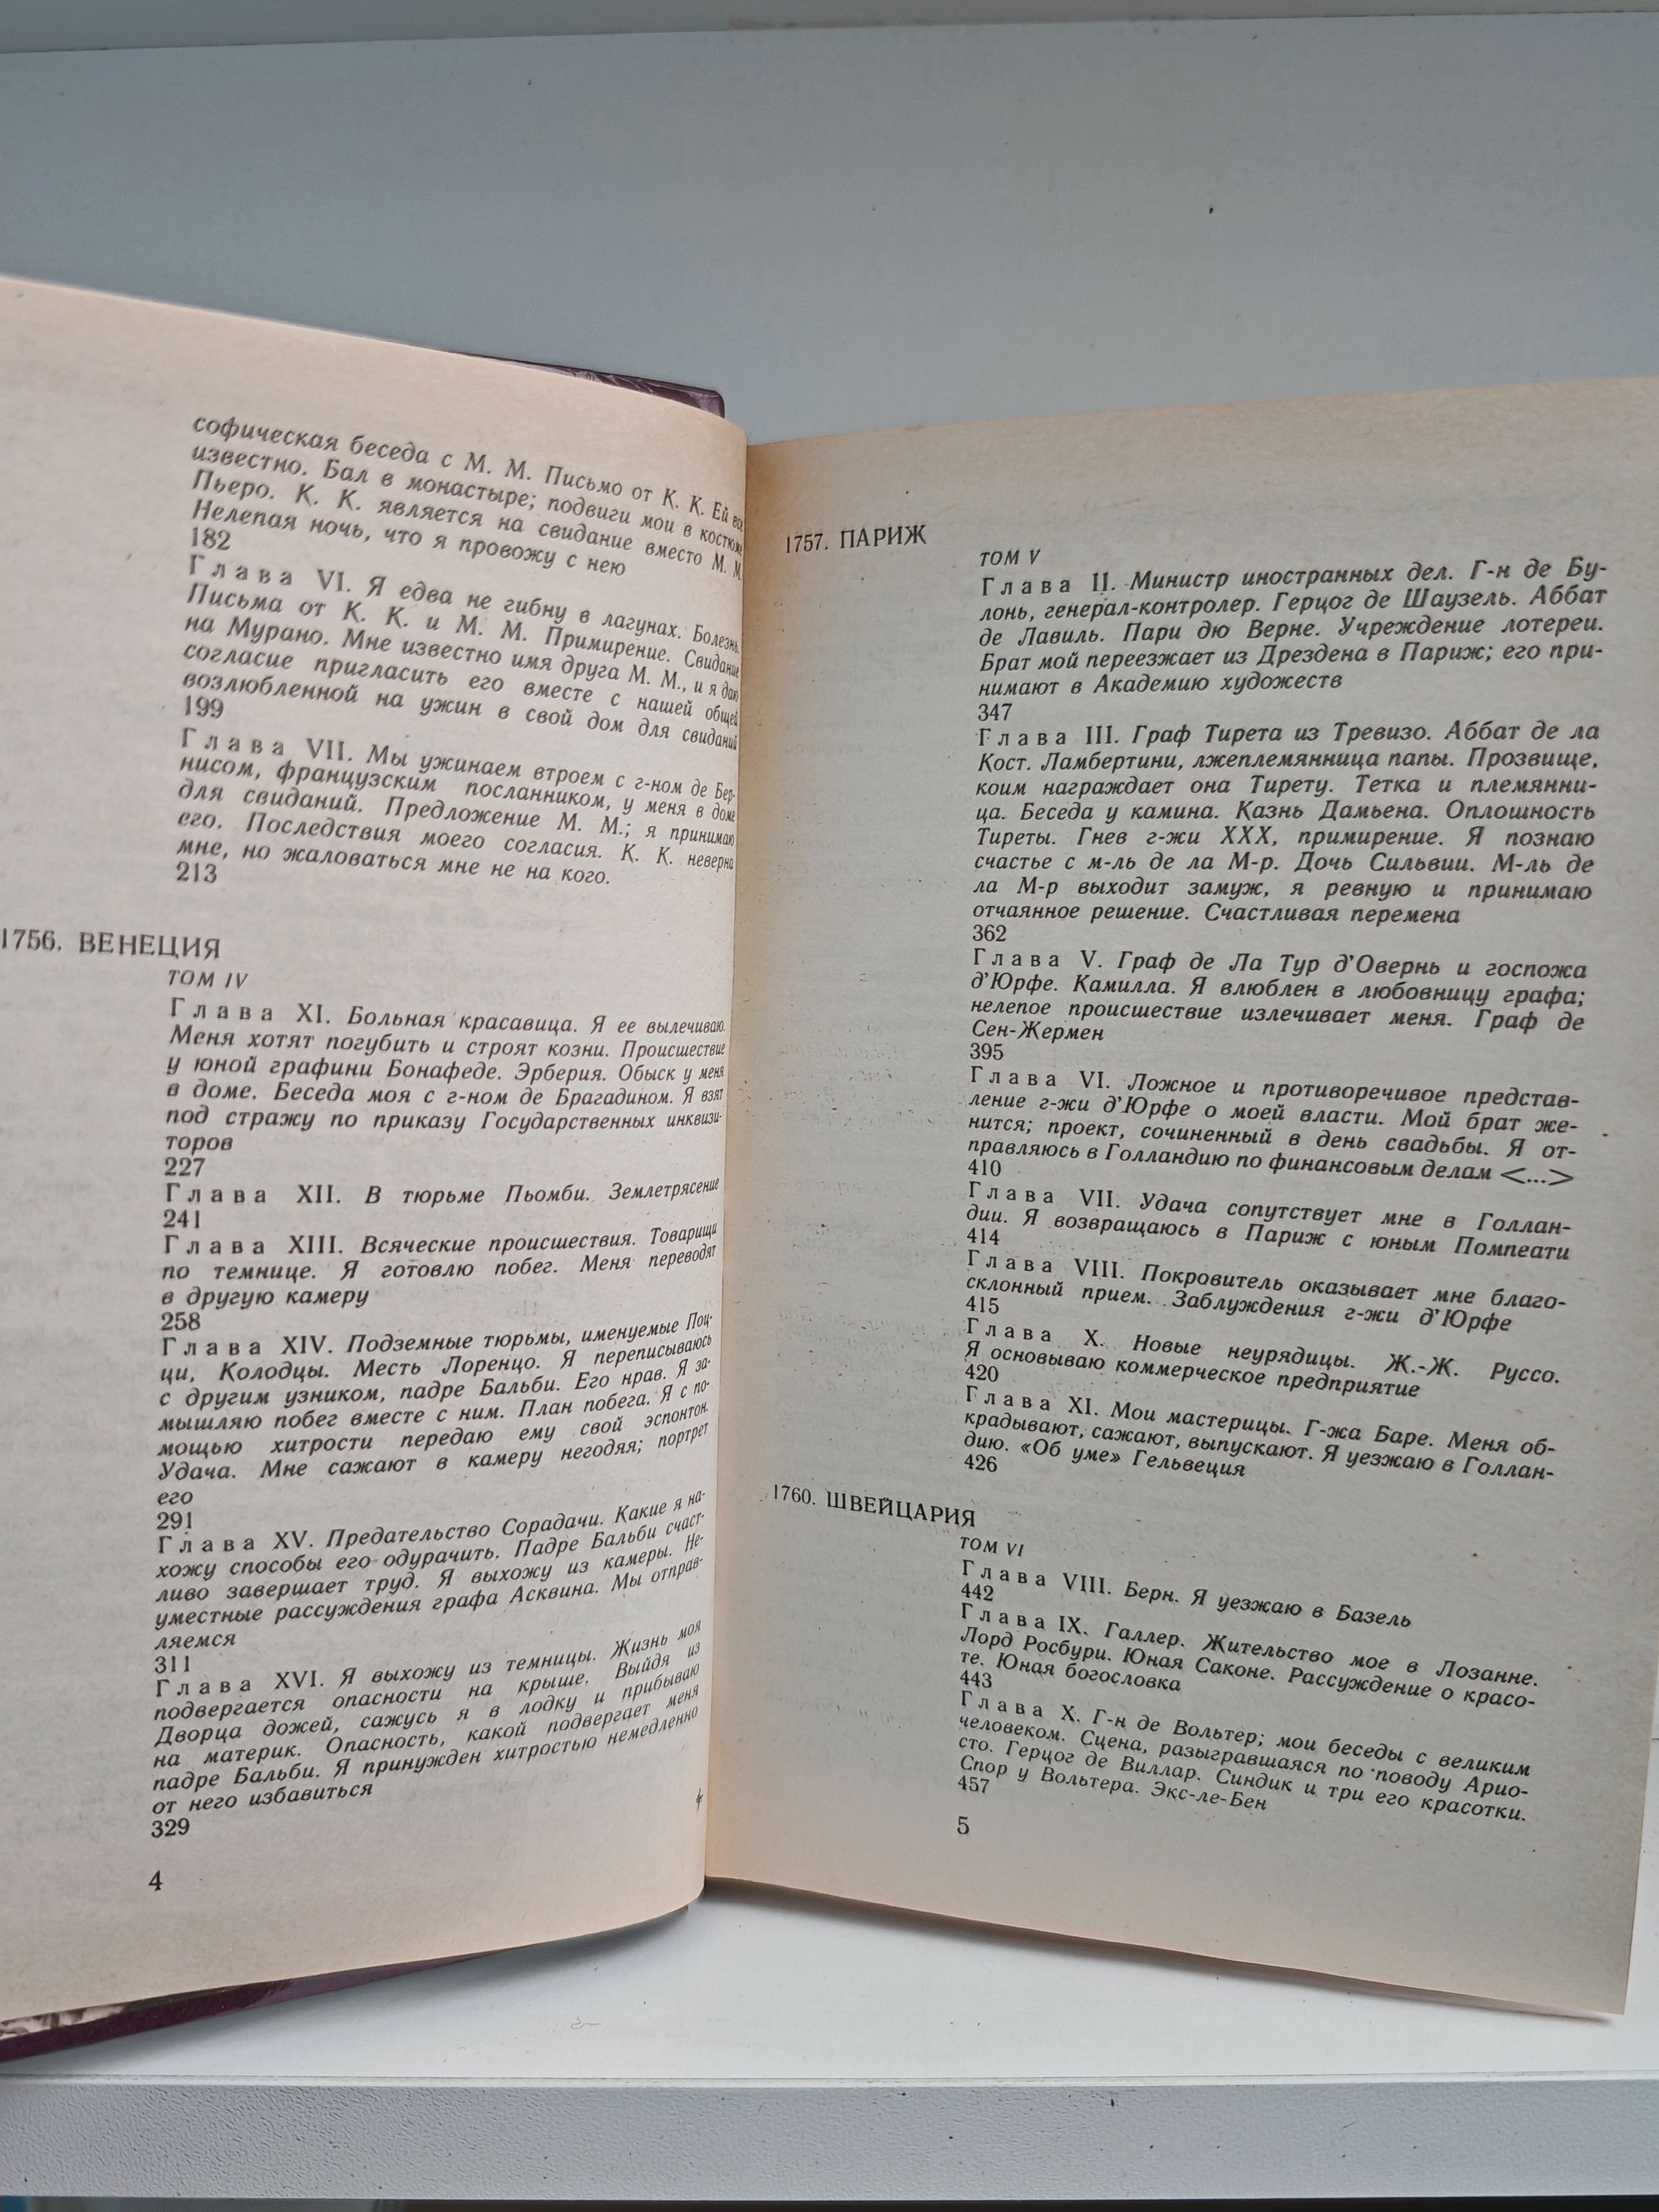 софическая беседа с М. М. Письмо от К. К. Ей все
известно. Бал в монастыре; подвиги мои в костюме
Пьеро. К. К. является на свидание вместо М. М.
Нелепая ночь, что я провожу с нею
182
Глава VI. Я едва не гибну в лагунах. Болезнь.
Письма от К. К. и М. М. Примирение. Свидание
на Мурано. Мне известно имя друга М. М., и я даю
согласие пригласить его вместе с нашей общей
возлюбленной на ужин в свой дом для свиданий
199
Глава VII. Мы ужинаем втроем с г-ном де Бер-
нисом, французским посланником, у меня в доме
для свиданий. Предложение М. М.; я принимаю
его. Последствия моего согласия. К. К. неверна
мне, но жаловаться мне не на кого.
213
1756. ВЕНЕЦИЯ
ТОМ IV
Глава XI. Больная красавица. Я ее вылечиваю.
Меня хотят погубить и строят козни. Происшествие
у юной графини Бонафеде. Эрберия. Обыск у меня
в доме. Беседа моя с г-ном де Брагадином. Я взят
под стражу по приказу Государственных инквизи-
торов
227
Глава XII. В тюрьме Пьомби. Землетрясение
241
Глава XIII. Всяческие происшествия. Товарищи
по темнице. Я готовлю побег. Меня переводят
в другую камеру
258
Глава XIV. Подземные тюрьмы, именуемые Поц-
ци, Колодцы. Месть Лоренцо. Я переписываюсь
с другим узником, падре Бальби. Его нрав. Я за-
мышляю побег вместе с ним. План побега. Я с по-
мощью хитрости передаю ему свой эспонтон.
Удача. Мне сажают в камеру негодяя; портрет
его
291
Глава XV. Предательство Сорадачи. Какие я на-
хожу способы его одурачить. Падре Бальби счаст-
ливо завершает труд. Я выхожу из камеры. Не-
уместные рассуждения графа Асквина. Мы отправ-
ляемся
311
Глава XVI. Я выхожу из темницы. Жизнь моя
подвергается опасности на крыше. Выйдя из
Дворца дожей, сажусь я в лодку и прибываю
на материк. Опасность, какой подвергает меня
падре Бальби. Я принужден хитростью немедленно
от него избавиться
329
4
1757. ПАРИЖ
ТОМ V
Глава II. Министр иностранных дел. Г-н де Бу-
лонь, генерал-контролер. Герцог де Шаузель. Аббат
де Лавиль. Пари дю Верне. Учреждение лотереи.
Брат мой переезжает из Дрездена в Париж; его при-
нимают в Академию художеств
347
Глава III. Граф Тирета из Тревизо. Аббат де ла
Кост. Ламбертини, лжеплемянница папы. Прозвище,
коим награждает она Тирету. Тетка и племянни-
ца. Беседа у камина. Казнь Дамьена. Оплошность
Тиреты. Гнев г-жи XXX, примирение. Я познаю
счастье с м-ль де ла М-р. Дочь Сильвии. М-ль де
ла М-р выходит замуж, я ревную и принимаю
отчаянное решение. Счастливая перемена
362
Глава V. Граф де Ла Тур д'Овернь и госпожа
д'Юрфе. Камилла. Я влюблен в любовницу графа;
нелепое происшествие излечивает меня. Граф де
Сен-Жермен
395
Глава VI. Ложное и противоречивое представ-
ление г-жи д'Юрфе о моей власти. Мой брат же-
нится; проект, сочиненный в день свадьбы. Я от-
правляюсь в Голландию по финансовым делам <...>
410
Глава VII. Удача сопутствует мне в Голлан-
дии. Я возвращаюсь в Париж с юным Помпеати
414
Глава VIII. Покровитель оказывает мне благо-
склонный прием. Заблуждения г-жи д'Юрфе
415
Глава X. Новые неурядицы. Ж.-Ж. Руссо.
Я основываю коммерческое предприятие
420
Глава XI. Мои мастерицы. Г-жа Баре. Меня об-
крадывают, сажают, выпускают. Я уезжаю в Голлан-
дию. «Об уме» Гельвеция
426
1760. ШВЕЙЦАРИЯ
ТОМ VI
Глава VIII. Берн. Я уезжаю в Базель
442
Глава IX. Галлер. Жительство мое в Лозанне.
Лорд Росбури. Юная Саконе. Рассуждение о красо-
те. Юная богословка
443
Глава X. Г-н де Вольтер; мои беседы с великим
человеком. Сцена, разыгравшаяся по поводу Арио-
сто. Герцог де Виллар. Синдик и три его красотки.
Спор у Вольтера. Экс-ле-Бен
457
5